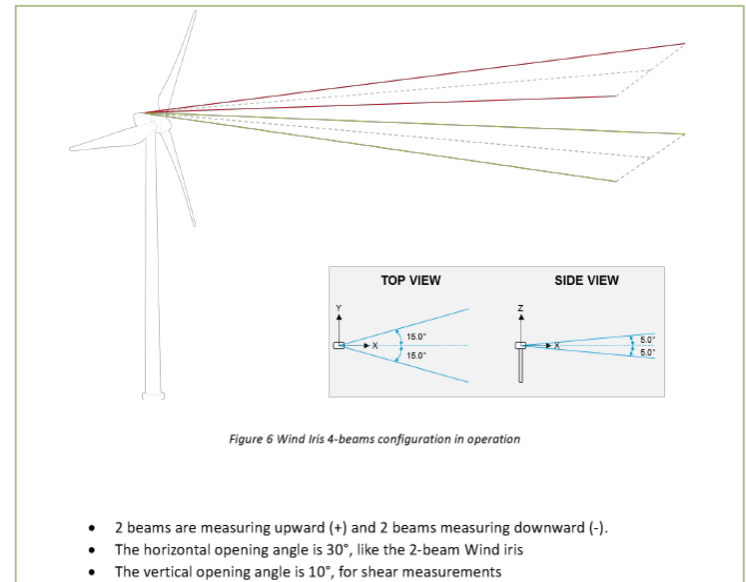 TOP VIEW
SIDE VIEW
Y
15.0°
X
15.0°
Z
5.0°
X
5.0°
Figure 6 Wind Iris 4-beams configuration in operation
• 2 beams are measuring upward (+) and 2 beams measuring downward (-).
• The horizontal opening angle is 30°, like the 2-beam Wind iris
• The vertical opening angle is 10°, for shear measurements